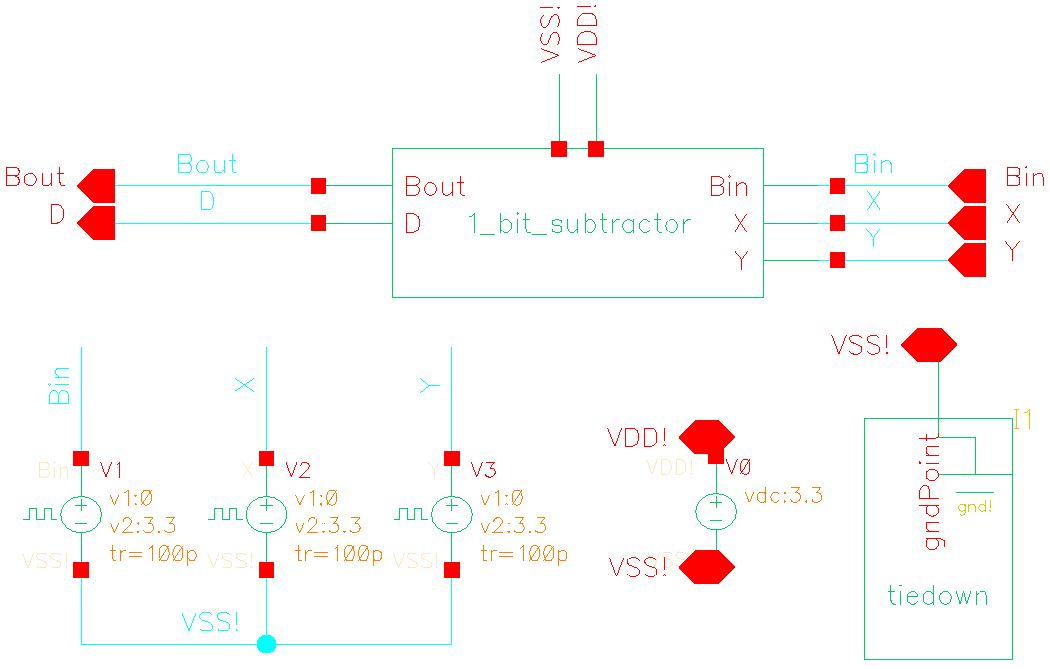 VSS!
VDD!
Bout
Bout
Bin
Bin
Bout
Bin
D
D
X
X
D
1_bit_subtractor
X
Y
Y
Y
VSS!
Bin
X
Y
I1
VDD!
gndPoint
Bin
V1
X
V2
Y
V3
VDD!
V0
v1:0
v1:0
v1:0
vdc:3.3
v2:3.3
v2:3.3
v2:3.3
gnd!
tr=100p
tr=100p
tr=100p
VSS!
VSS!
VSS!
VSS!
tiedown
VSS!